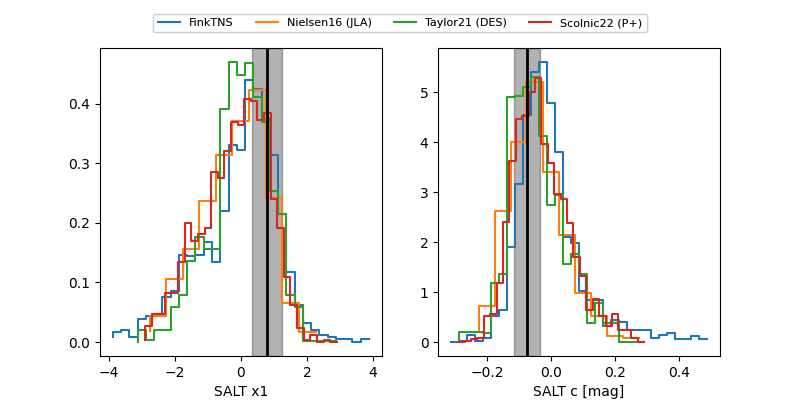 FinkTNS Nielsen16 (JLA) Taylor21 (DES) Scolnic22 (P+)
0.4
0.3
0.2
0.1
0.0
−4 −2 0 2 4
SALT x1
5
4
3
2
1
0
−0.2 0.0 0.2 0.4
SALT c [mag]